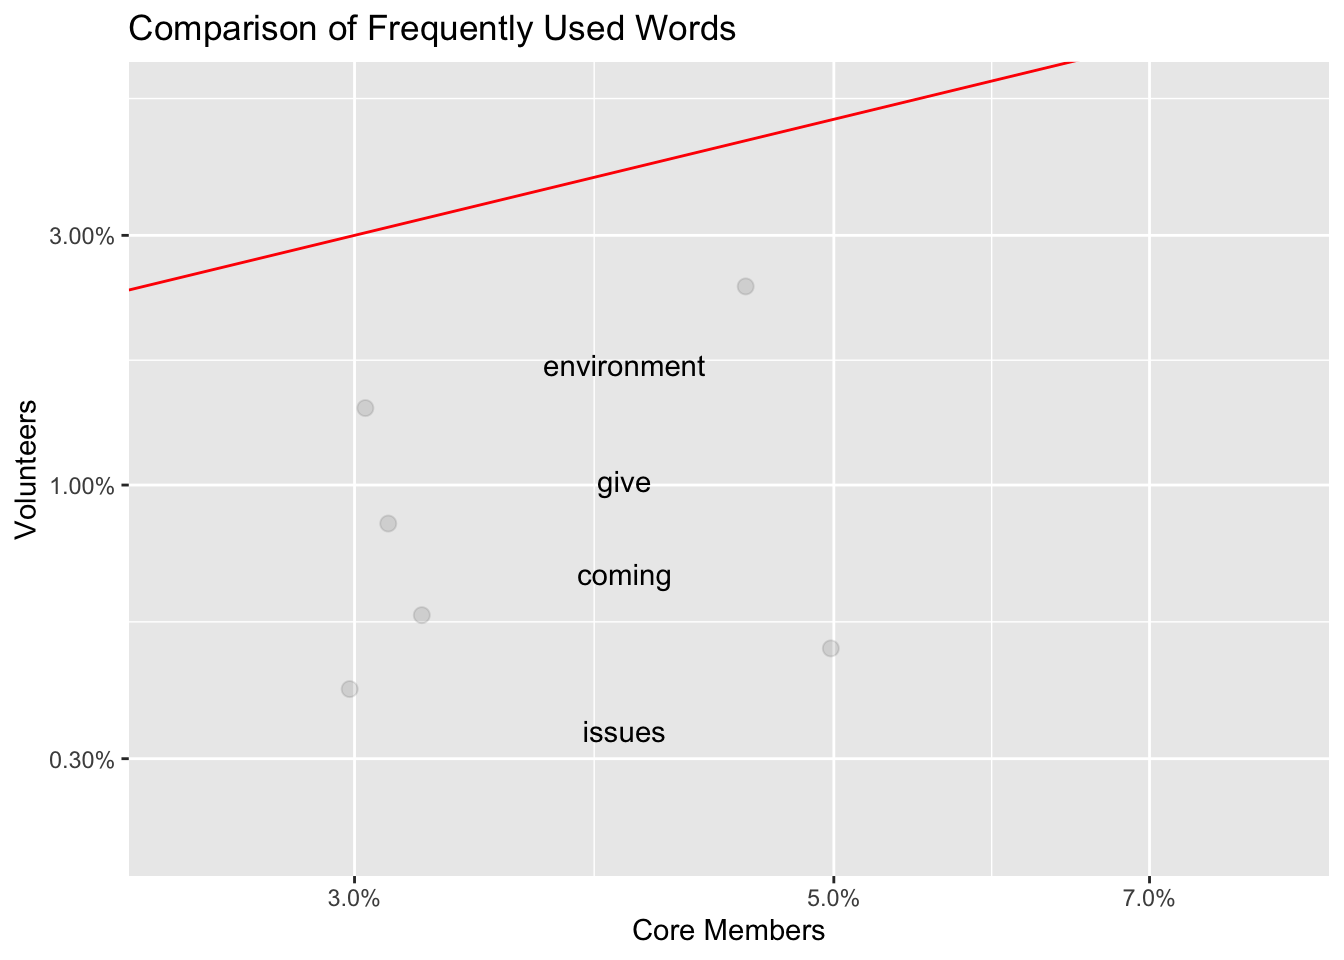 Comparison of Frequently Used Words
3.00%
environment
give
1.00%
coming
issues
0.30%
Volunteers
3.0%
5.0%
7.0%
Core Members